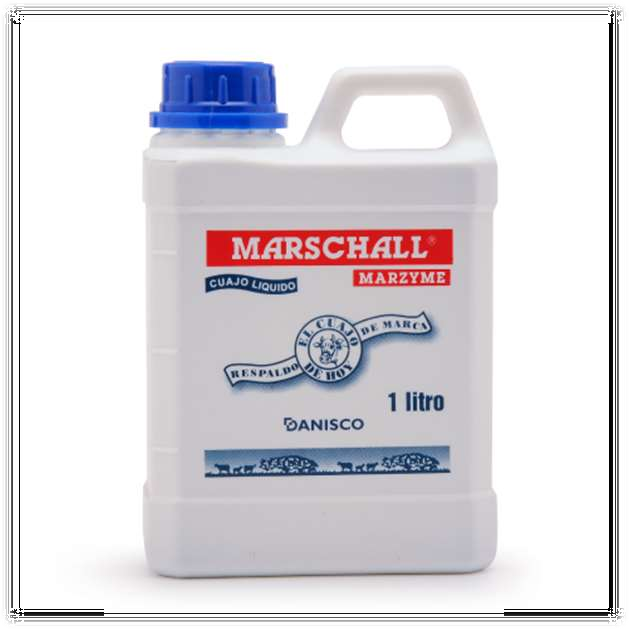 MARSCHALL®
MARZYME
CUAJO LIQUIDO
EL CUAJO
DE HOY
RESPALDO
DE MARCA
1 litro
DANISCO